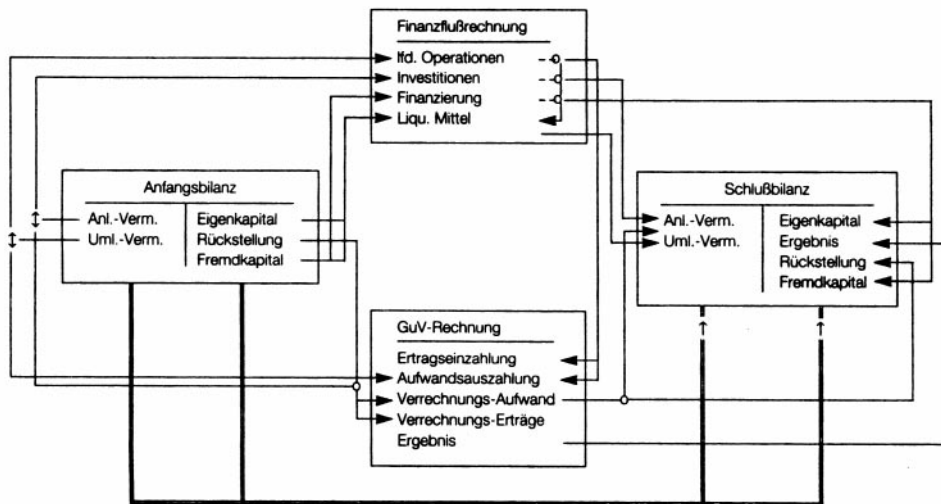 Finanzflußrechnung
lfd. Operationen
Investitionen
Finanzierung
Liqu. Mittel
Anfangsbilanz
Anl.-Verm.
Uml.-Verm.
Eigenkapital
Rückstellung
Fremdkapital
Schlußbilanz
Anl.-Verm.
Uml.-Verm.
Eigenkapital
Ergebnis
Rückstellung
Fremdkapital
GuV-Rechnung
Ertragseinzahlung
Aufwandsauszahlung
Verrechnungs-Aufwand
Verrechnungs-Erträge
Ergebnis